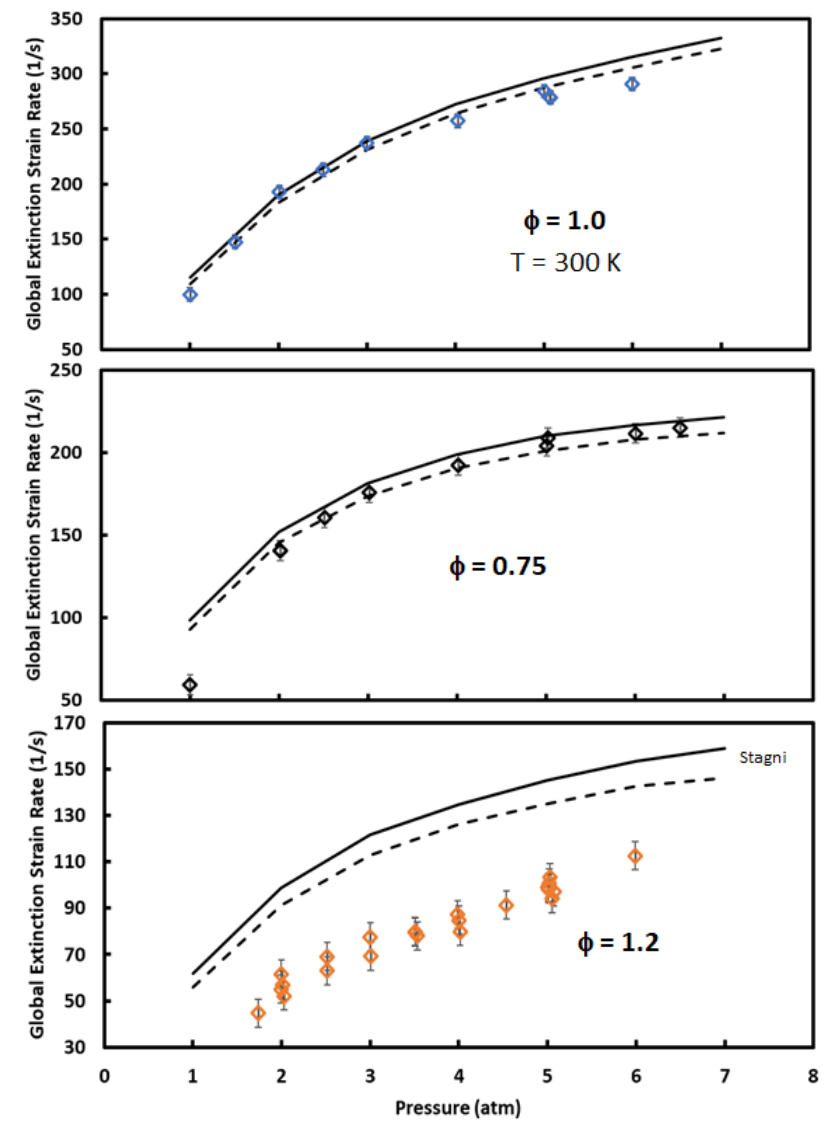 350
300
250
200
150
100
50
Global Extinction Strain Rate (1/s)
ϕ = 1.0
T = 300 K
250
200
150
100
50
Global Extinction Strain Rate (1/s)
ϕ = 0.75
170
150
130
110
90
70
50
30
Global Extinction Strain Rate (1/s)
Stagni
ϕ = 1.2
0 1 2 3 4 5 6 7 8
Pressure (atm)